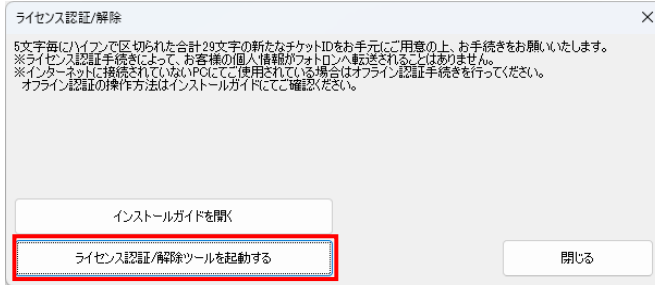 ライセンス認証/解除
5文字毎にハイフンで区切られた合計29文字の新たなチケットIDをお手元にご用意の上、お手続きをお願いいたします。
※ライセンス認証手続きによって、お客様の個人情報がフォトロンへ転送されることはありません。
※インターネットに接続されていないPCにてご使用されている場合はオフライン認証手続きを行ってください。
オフライン認証の操作方法はインストールガイドにてご確認ください。
インストールガイドを開く
ライセンス認証/解除ツールを起動する
閉じる